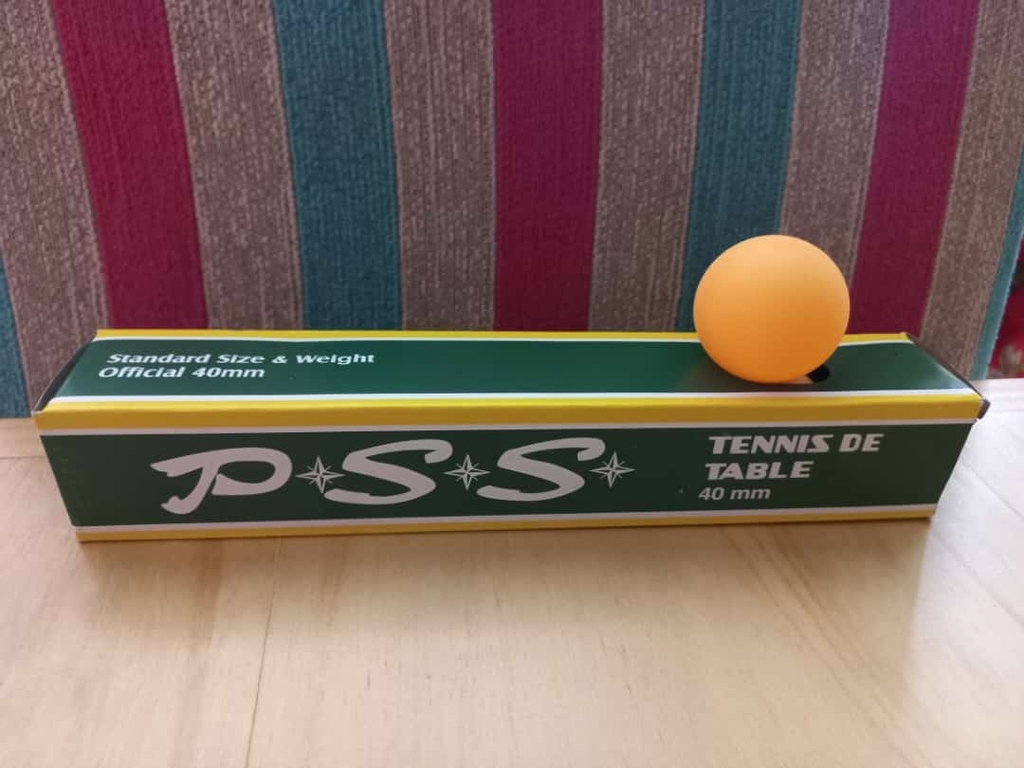 Standard Size & Weight
Official 40mm
P S S
TENNIS DE
TABLE
40 mm